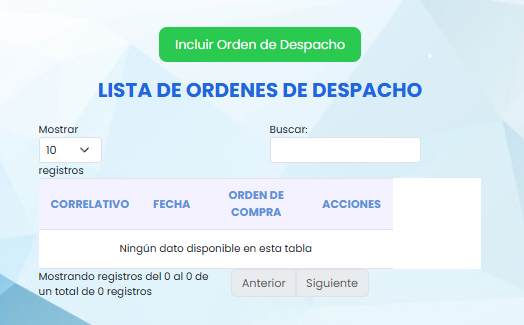 Incluir Orden de Despacho
LISTA DE ORDENES DE DESPACHO
Mostrar
10
registros
Buscar:
CORRELATIVO FECHA ORDEN DE COMPRA ACCIONES
Ningún dato disponible en esta tabla
Mostrando registros del 0 al 0 de
un total de 0 registros
Anterior Siguiente